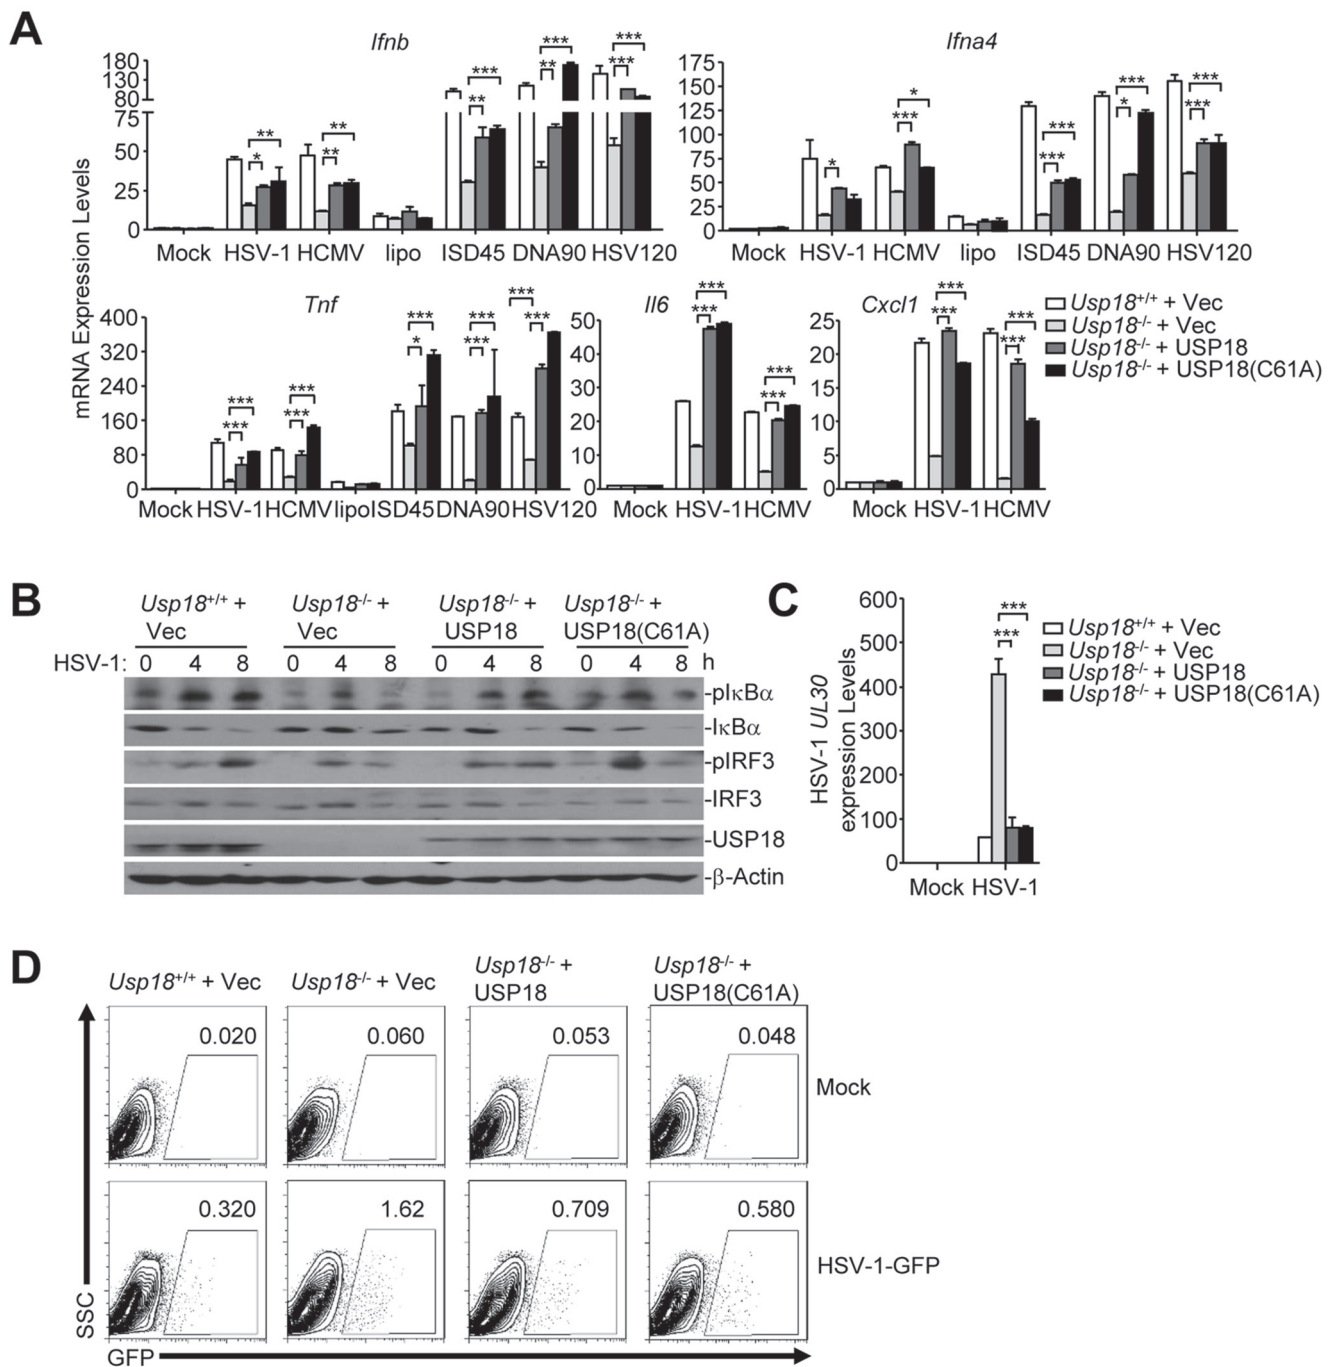 A
Ifnb
Ifna4
mRNA Expression Levels
180
130
80
75
50
25
0
Mock HSV-1 HCMV lipo ISD45 DNA90 HSV120
** * ** ** *** ** *** ** *** ***
175
150
125
100
75
50
25
0
Mock HSV-1 HCMV lipo ISD45 DNA90 HSV120
* * *** *** *** *** * *** ***
Tnf
Il6
Cxcl1
400
320
240
160
80
0
Mock HSV-1 HCMV lipo ISD45 DNA90 HSV120
*** *** *** *** *** * *** *** *** ***
50
40
30
20
10
0
Mock HSV-1 HCMV
*** *** *** ***
25
20
15
10
5
0
Mock HSV-1 HCMV
*** *** *** ***
Usp18+/+ + Vec
Usp18-/- + Vec
Usp18-/- + USP18
Usp18-/- + USP18(C61A)
B
Usp18+/+ + Usp18-/- + Usp18-/- + Usp18-/- +
Vec Vec USP18 USP18(C61A)
HSV-1: 0 4 8 0 4 8 0 4 8 0 4 8 h
-pIκBα
-IκBα
-pIRF3
-IRF3
-USP18
-β-Actin
C
HSV-1 UL30
expression Levels
600
500
400
300
200
100
0
Mock HSV-1
***
***
Usp18+/+ + Vec
Usp18-/- + Vec
Usp18-/- + USP18
Usp18-/- + USP18(C61A)
D
Usp18+/+ + Vec Usp18-/- + Vec Usp18-/- + Usp18-/- +
USP18 USP18(C61A)
0.020 0.060 0.053 0.048
Mock
0.320 1.62 0.709 0.580
HSV-1-GFP
SSC
GFP